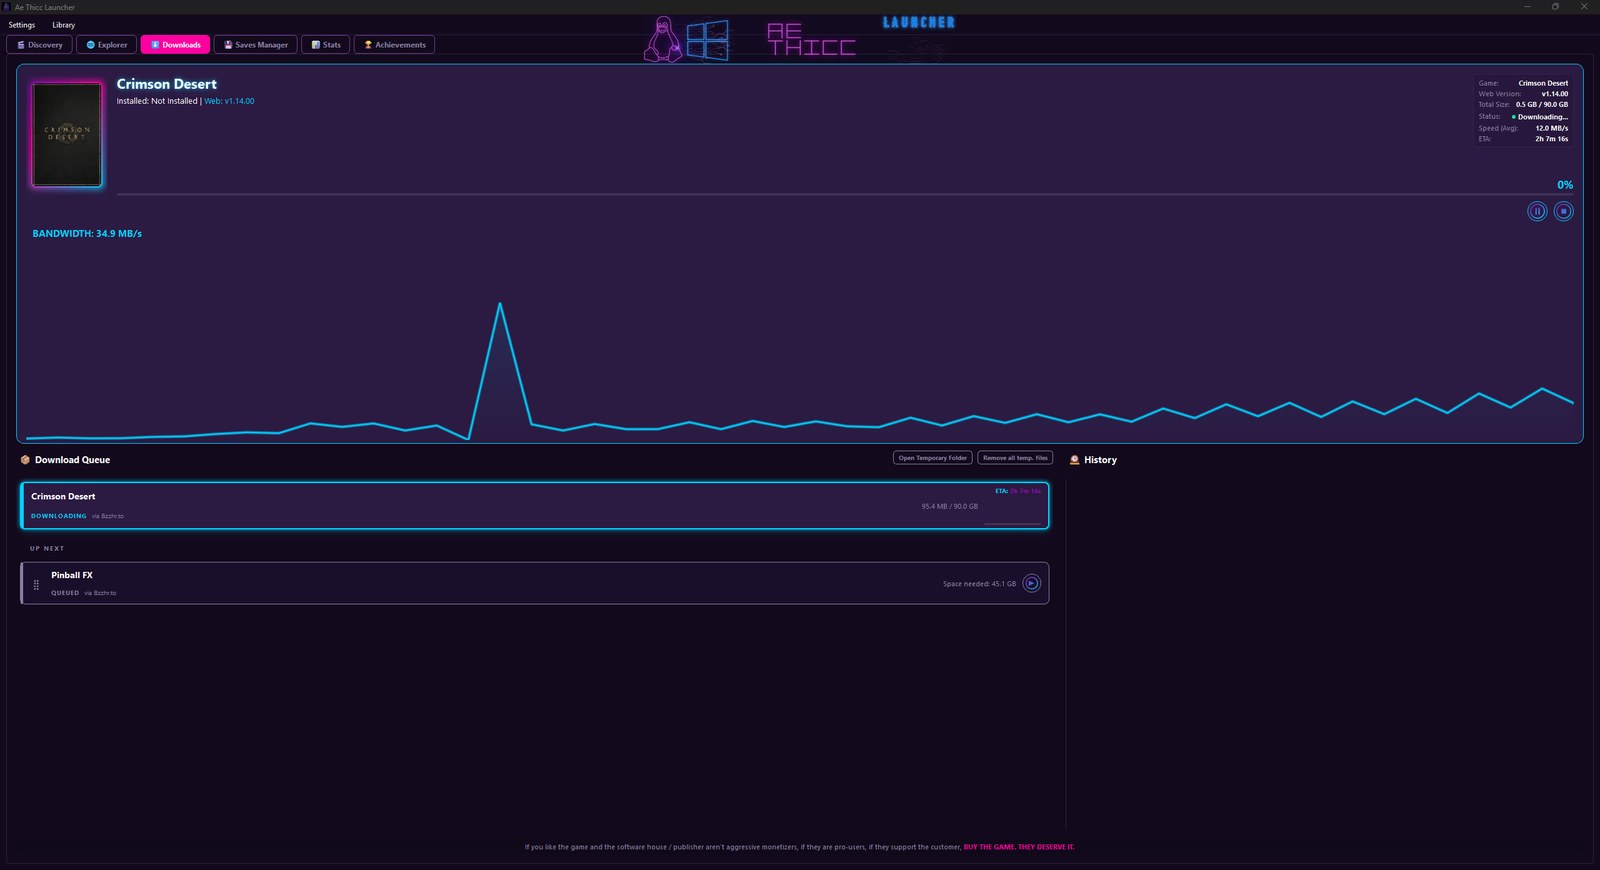 Ae Thicc Launcher
Settings Library
LAUNCHER
AE
THICC
Discovery Explorer Downloads Saves Manager Stats Achievements
Crimson Desert
Installed: Not Installed | Web: v1.14.00
CRIMSON
DESERT
Game: Crimson Desert
Web Version: v1.14.00
Total Size: 0.5 GB / 90.0 GB
Status: Downloading...
Speed (Avg): 12.0 MB/s
ETA: 2h 7m 16s
0%
BANDWIDTH: 34.9 MB/s
Download Queue
Open Temporary Folder Remove all temp. files
History
Crimson Desert
ETA: 2h 7m 16s
95.4 MB / 90.0 GB
DOWNLOADING via Bzzhr.to
UP NEXT
Pinball FX
Space needed: 45.1 GB
QUEUED via Bzzhr.to
If you like the game and the software house / publisher aren't aggressive monetizers, if they are pro-users, if they support the customer, BUY THE GAME. THEY DESERVE IT.